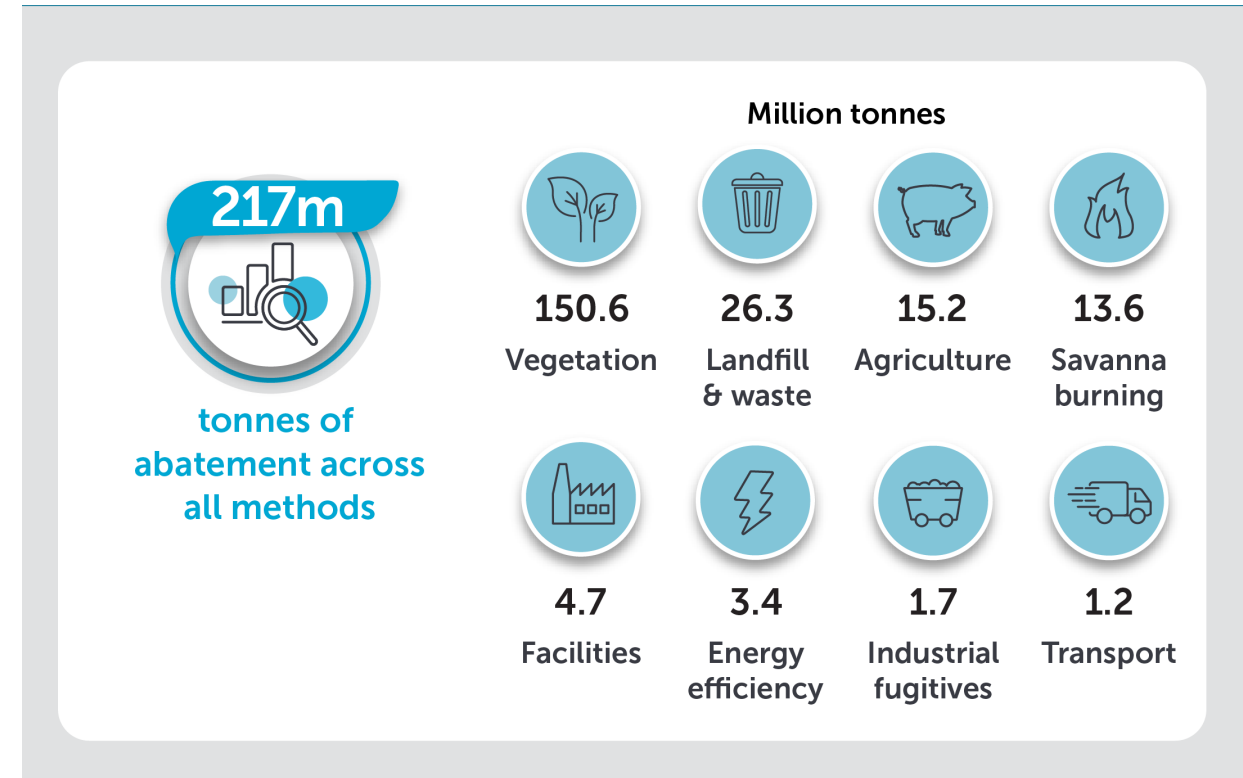 217m
tonnes of
abatement across
all methods
Million tonnes
150.6
Vegetation
26.3
Landfill
& waste
15.2
Agriculture
13.6
Savanna
burning
4.7
Facilities
3.4
Energy
efficiency
1.7
Industrial
fugitives
1.2
Transport